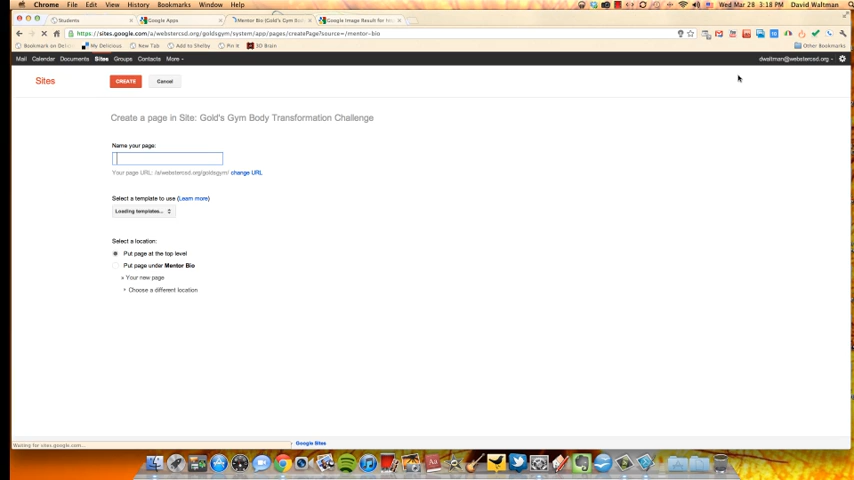 Chrome File Edit View History Bookmarks Window Help Wed Mar 28 3:18 PM David Waltman
Students Google Apps Mentor Bio (Gold's Gym Body Google Image Result for http
https://sites.google.com/a/webstercsd.org/goldsgym/system/app/pages/createPage?source=/mentor-bio
Bookmark on Delicious My Delicious New Tab Add to Shelby Pin It 3D Brain Other Bookmarks
Mail Calendar Documents Sites Groups Contacts More dwaltman@webstercsd.org
Sites CREATE Cancel
Create a page in Site: Gold's Gym Body Transformation Challenge
Name your page:
Your page URL: /a/webstercsd.org/goldsgym/ change URL
Select a template to use (Learn more)
Loading templates...
Select a location:
Put page at the top level
Put page under Mentor Bio
» Your new page
Choose a different location
Waiting for sites.google.com... Google Sites